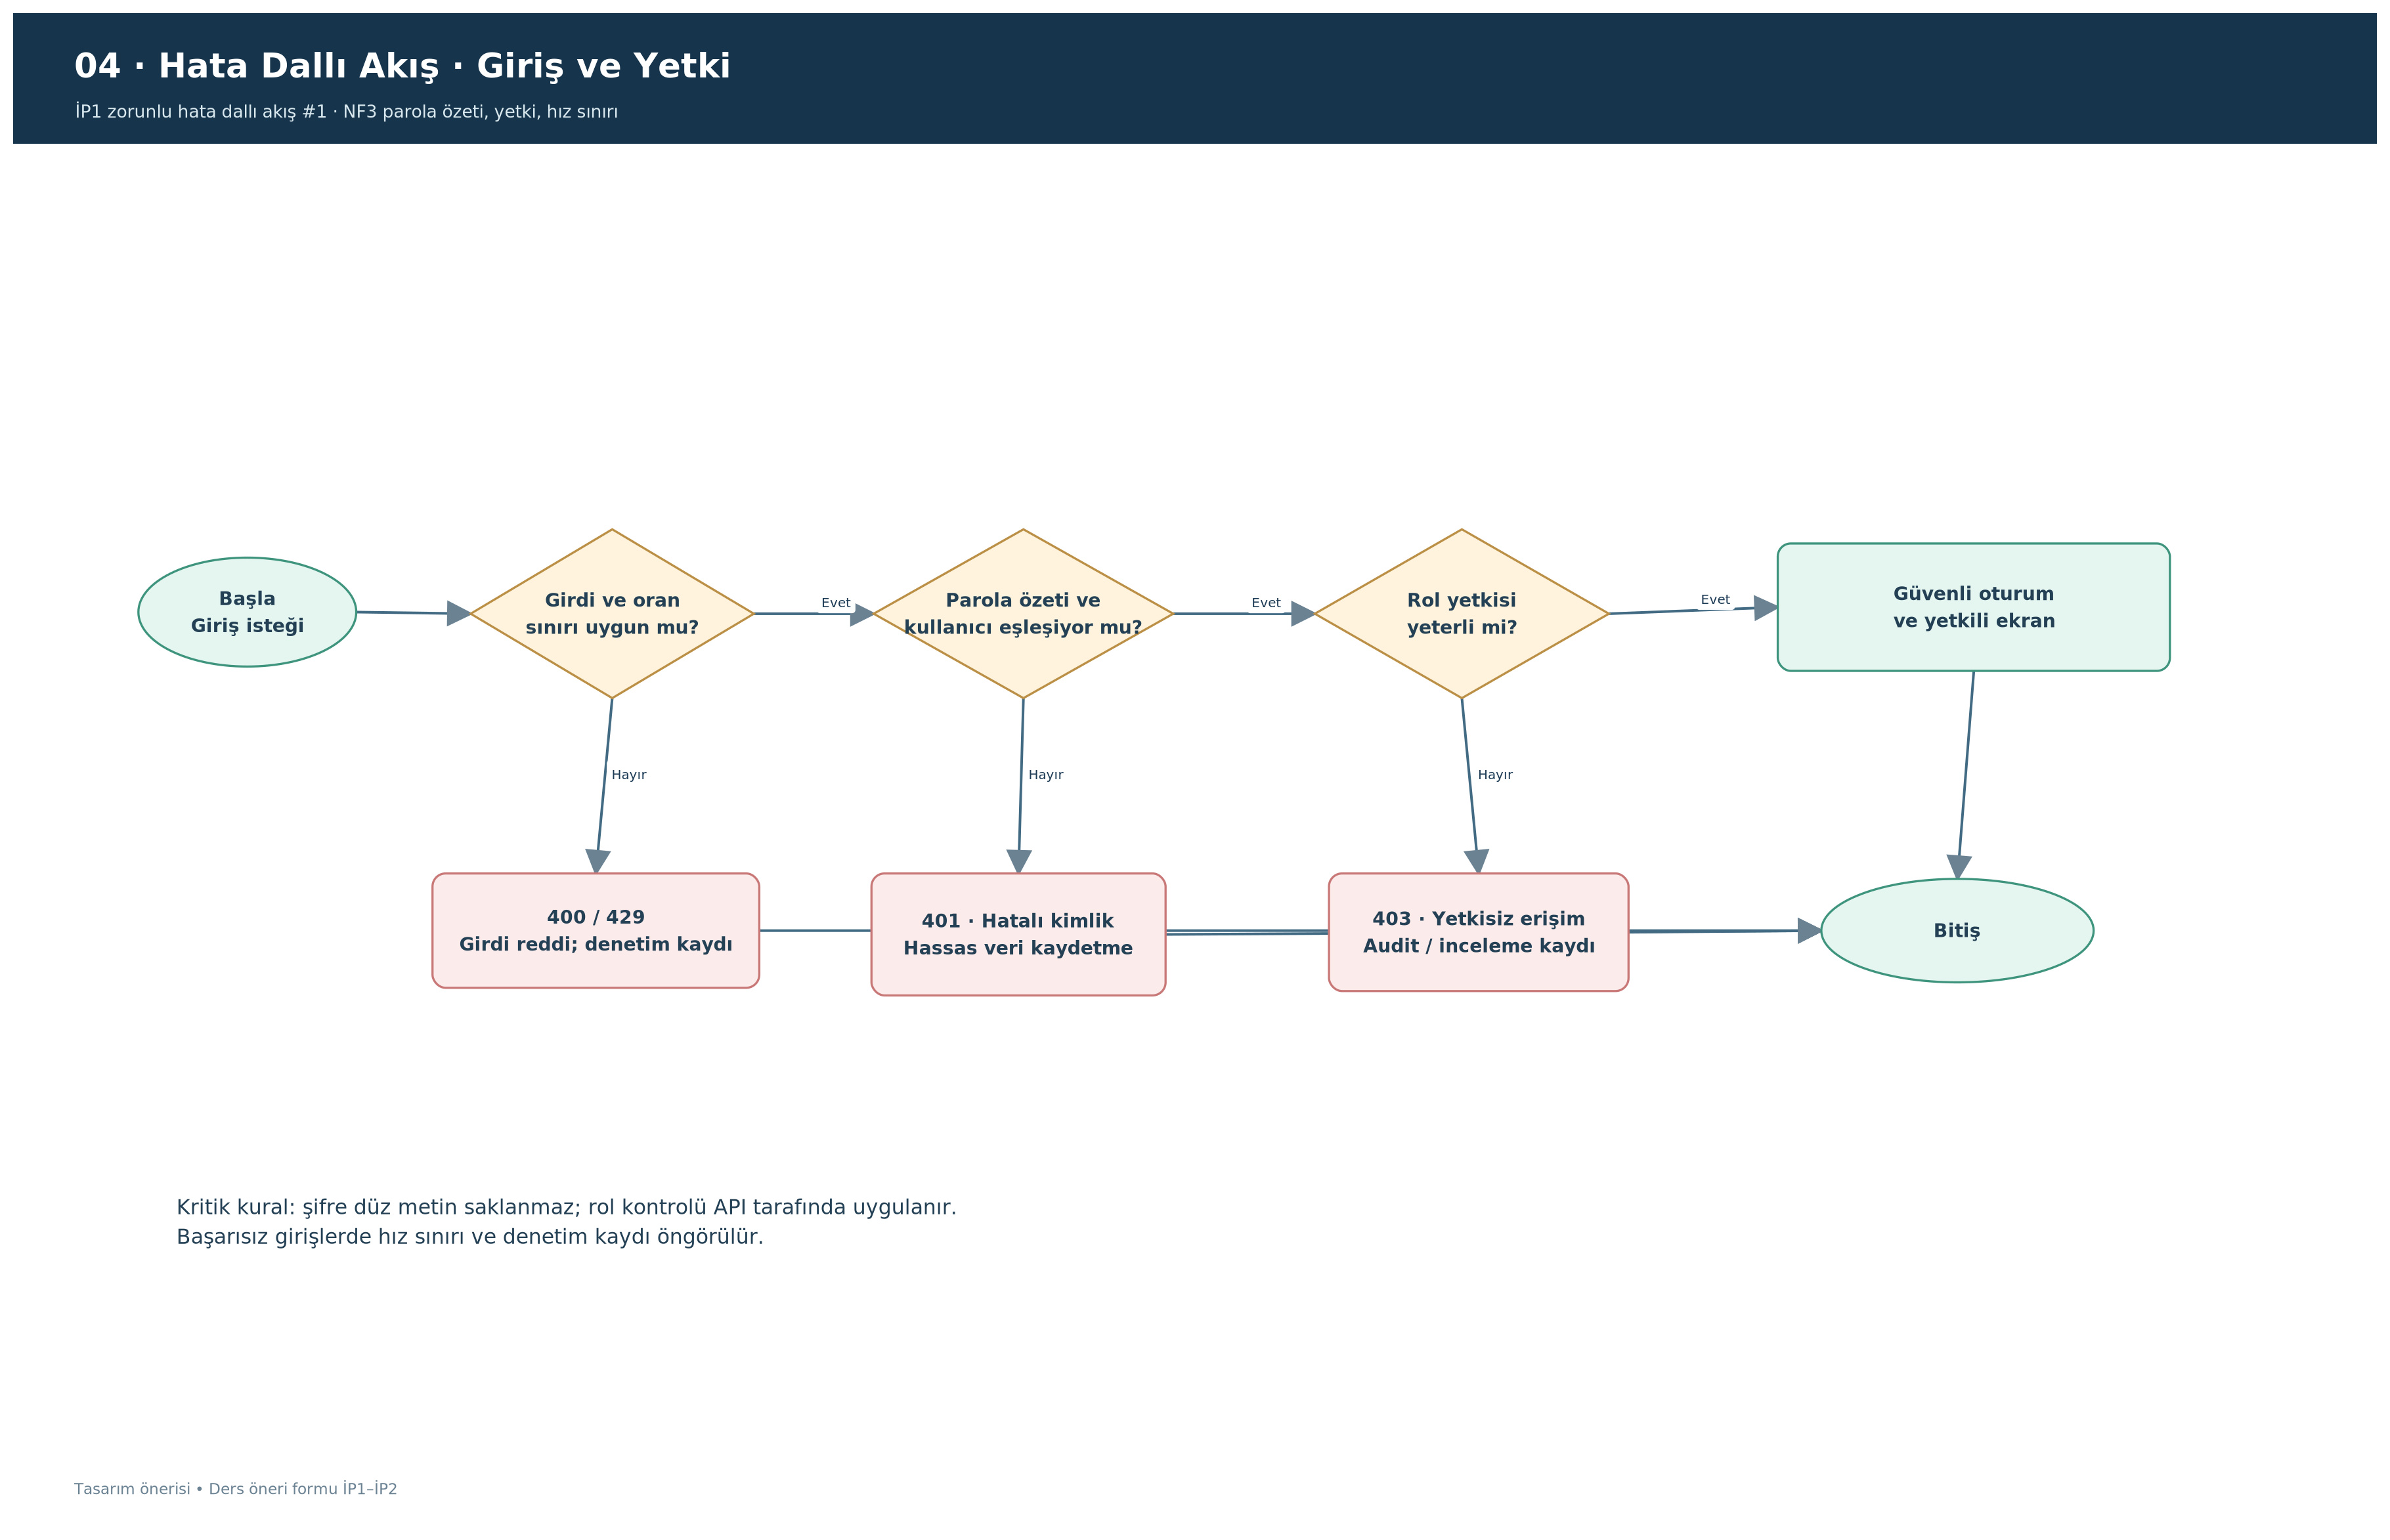 04 · Hata Dallı Akış · Giriş ve Yetki
İP1 zorunlu hata dallı akış #1 · NF3 parola özeti, yetki, hız sınırı
Başla
Giriş isteği
Girdi ve oran
sınırı uygun mu?
Evet
Parola özeti ve
kullanıcı eşleşiyor mu?
Evet
Rol yetkisi
yeterli mi?
Evet
Güvenli oturum
ve yetkili ekran
Hayır
Hayır
Hayır
400 / 429
Girdi reddi; denetim kaydı
401 · Hatalı kimlik
Hassas veri kaydetme
403 · Yetkisiz erişim
Audit / inceleme kaydı
Bitiş
Kritik kural: şifre düz metin saklanmaz; rol kontrolü API tarafında uygulanır.
Başarısız girişlerde hız sınırı ve denetim kaydı öngörülür.
Tasarım önerisi • Ders öneri formu İP1–İP2